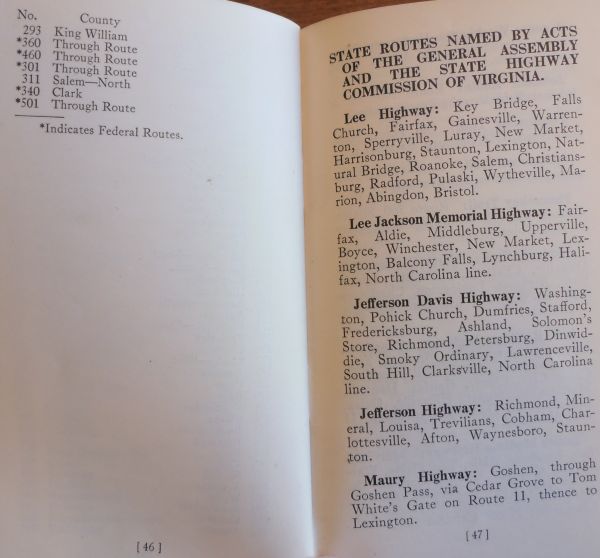 No. County
293 King William
*360 Through Route
*460 Through Route
*301 Through Route
311 Salem—North
*340 Clark
*501 Through Route
*Indicates Federal Routes.
[ 46 ]
STATE ROUTES NAMED BY ACTS
OF THE GENERAL ASSEMBLY
AND THE STATE HIGHWAY
COMMISSION OF VIRGINIA.
Lee Highway: Key Bridge, Falls
Church, Fairfax, Gainesville, Warren-
ton, Sperryville, Luray, New Market,
Harrisonburg, Staunton, Lexington, Nat-
ural Bridge, Roanoke, Salem, Christians-
burg, Radford, Pulaski, Wytheville, Ma-
rion, Abingdon, Bristol.
Lee Jackson Memorial Highway: Fair-
fax, Aldie, Middleburg, Upperville,
Boyce, Winchester, New Market, Lex-
ington, Balcony Falls, Lynchburg, Hali-
fax, North Carolina line.
Jefferson Davis Highway: Washing-
ton, Pohick Church, Dumfries, Stafford,
Fredericksburg, Ashland, Solomon's
Store, Richmond, Petersburg, Dinwid-
die, Smoky Ordinary, Lawrenceville,
South Hill, Clarksville, North Carolina
line.
Jefferson Highway: Richmond, Min-
eral, Louisa, Trevilians, Cobham, Char-
lottesville, Afton, Waynesboro, Staun-
ton.
Maury Highway: Goshen, through
Goshen Pass, via Cedar Grove to Tom
White's Gate on Route 11, thence to
Lexington.
[ 47 ]